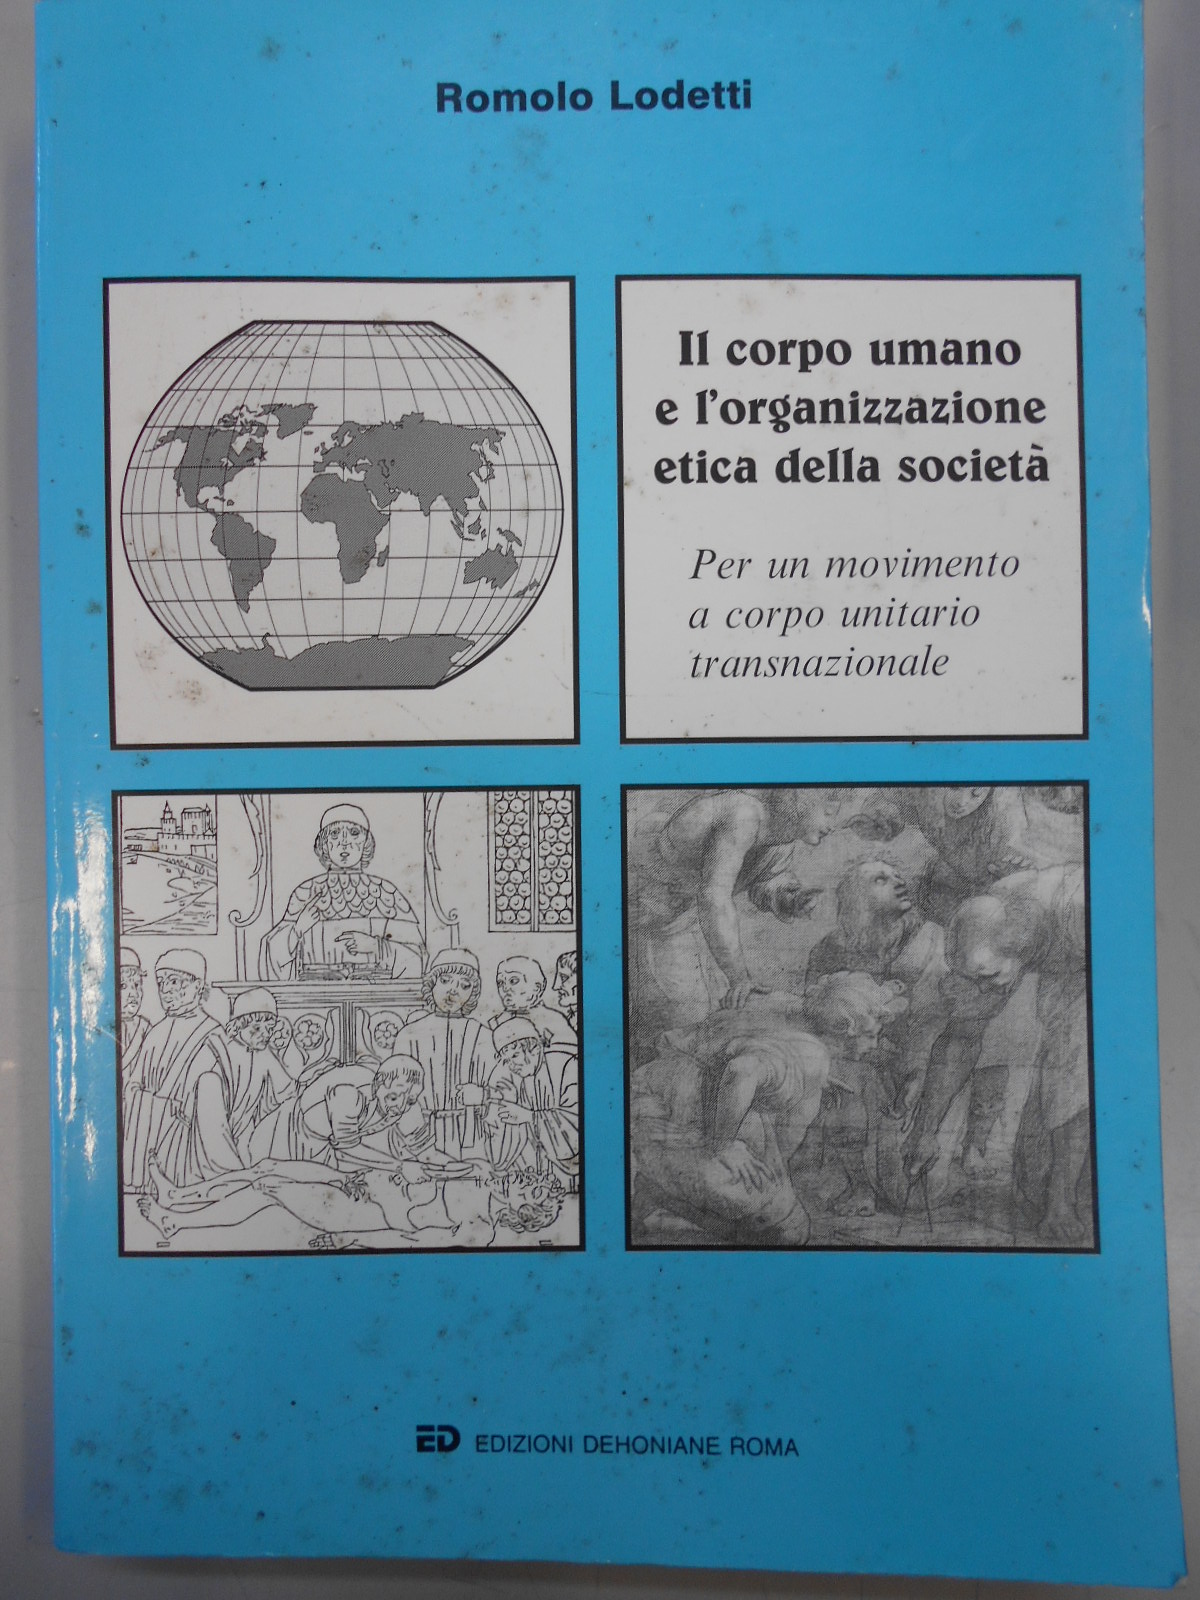 Romolo Lodetti
Il corpo umano
e l'organizzazione
etica della società
Per un movimento
a corpo unitario
transnazionale
ED EDIZIONI DEHONIANE ROMA